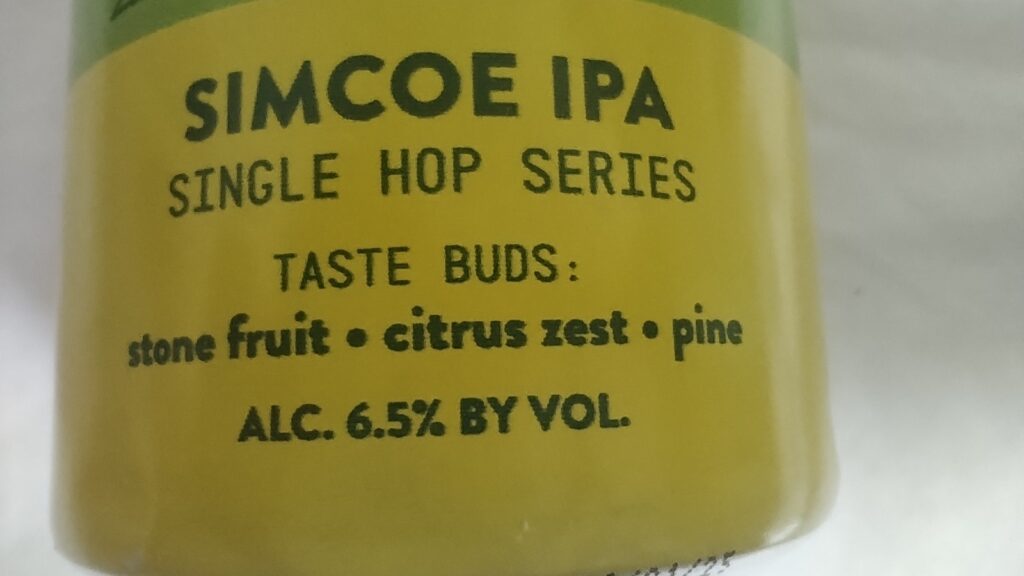 SIMCOE IPA
SINGLE HOP SERIES
TASTE BUDS:
stone fruit • citrus zest • pine
ALC. 6.5% BY VOL.